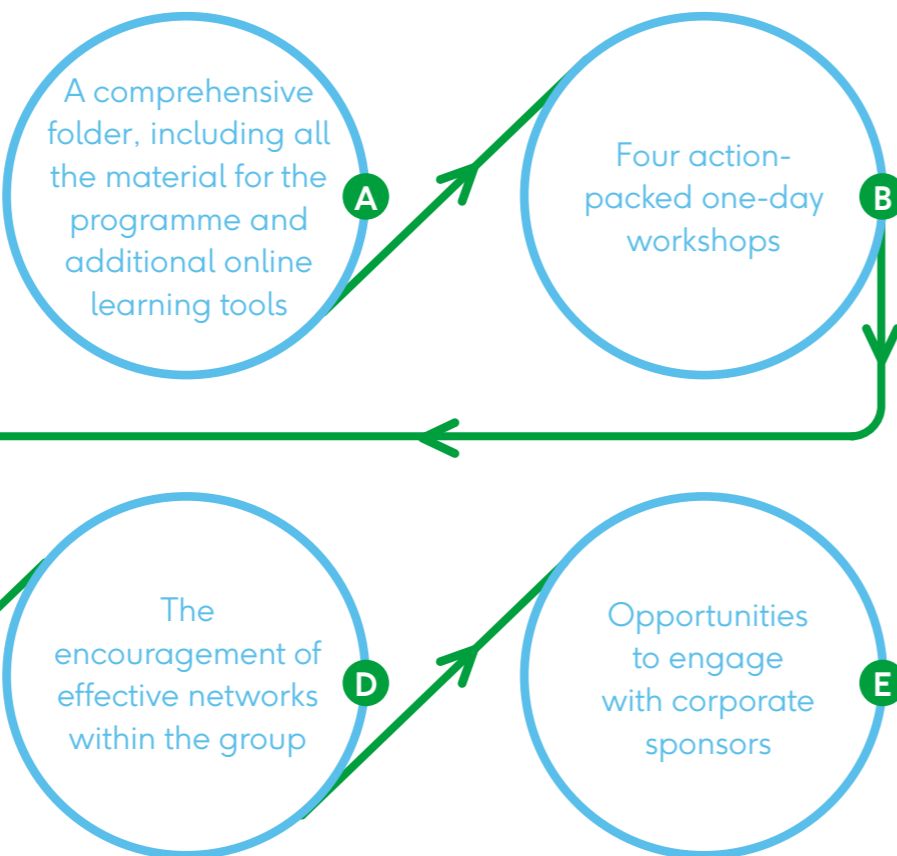 A comprehensive
folder, including all
the material for the
programme and
additional online
learning tools
A
Four action-
packed one-day
workshops
B
The
encouragement of
effective networks
within the group
D
Opportunities
to engage
with corporate
sponsors
E